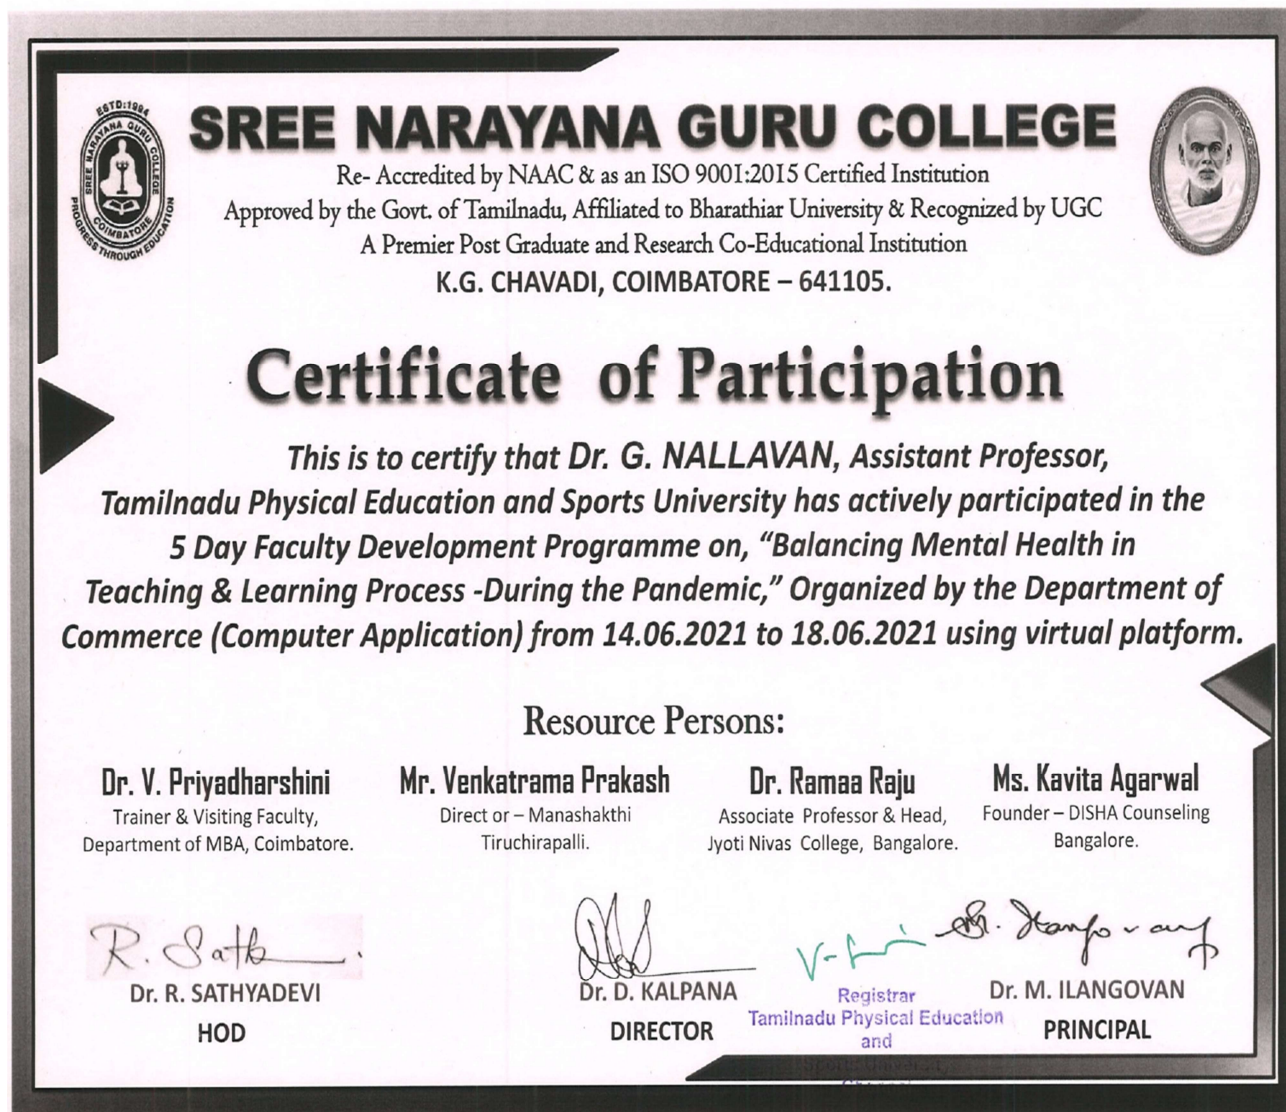 ESTD:1994
SREE NARAYANA GURU COLLEGE
COIMBATORE
PROGRESS THROUGH EDUCATION
SREE NARAYANA GURU COLLEGE
Re- Accredited by NAAC & as an ISO 9001:2015 Certified Institution
Approved by the Govt. of Tamilnadu, Affiliated to Bharathiar University & Recognized by UGC
A Premier Post Graduate and Research Co-Educational Institution
K.G. CHAVADI, COIMBATORE – 641105.
Certificate of Participation
This is to certify that Dr. G. NALLAVAN, Assistant Professor,
Tamilnadu Physical Education and Sports University has actively participated in the
5 Day Faculty Development Programme on, “Balancing Mental Health in
Teaching & Learning Process -During the Pandemic,” Organized by the Department of
Commerce (Computer Application) from 14.06.2021 to 18.06.2021 using virtual platform.
Resource Persons:
Dr. V. Priyadharshini
Trainer & Visiting Faculty,
Department of MBA, Coimbatore.
Mr. Venkatrama Prakash
Direct or – Manashakthi
Tiruchirapalli.
Dr. Ramaa Raju
Associate Professor & Head,
Jyoti Nivas College, Bangalore.
Ms. Kavita Agarwal
Founder – DISHA Counseling
Bangalore.
R. Sath
Dr. R. SATHYADEVI
HOD
Dr. D. KALPANA
DIRECTOR
Registrar
Tamilnadu Physical Education
and
Sports University
Dr. M. ILANGOVAN
PRINCIPAL